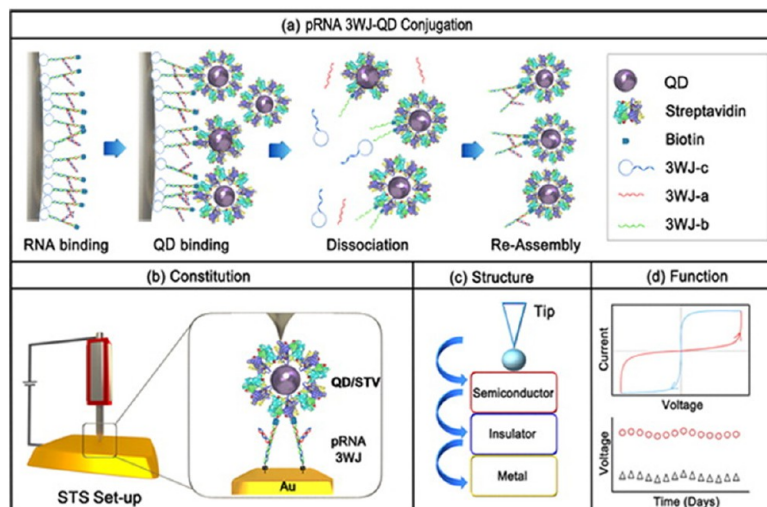 (a) pRNA 3WJ-QD Conjugation
QD
Streptavidin
Biotin
3WJ-c
3WJ-a
3WJ-b
RNA binding
QD binding
Dissociation
Re-Assembly
(b) Constitution
QD/STV
pRNA
3WJ
Au
STS Set-up
(c) Structure
Tip
Semiconductor
Insulator
Metal
(d) Function
Current
Voltage
Voltage
Time (Days)